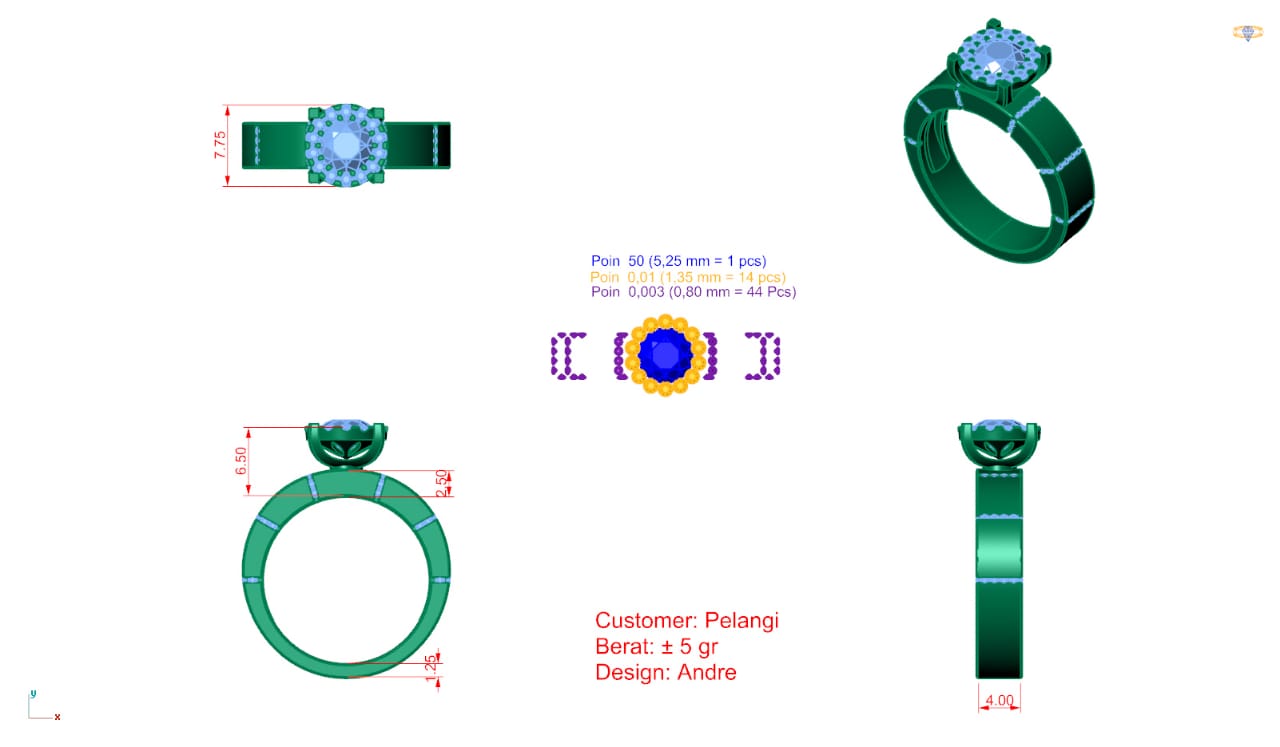 7.75
Poin 50 (5,25 mm = 1 pcs)
Poin 0,01 (1.35 mm = 14 pcs)
Poin 0,003 (0,80 mm = 44 Pcs)
6.50
2.50
1.25
Customer: Pelangi
Berat: ± 5 gr
Design: Andre
4.00
y
x